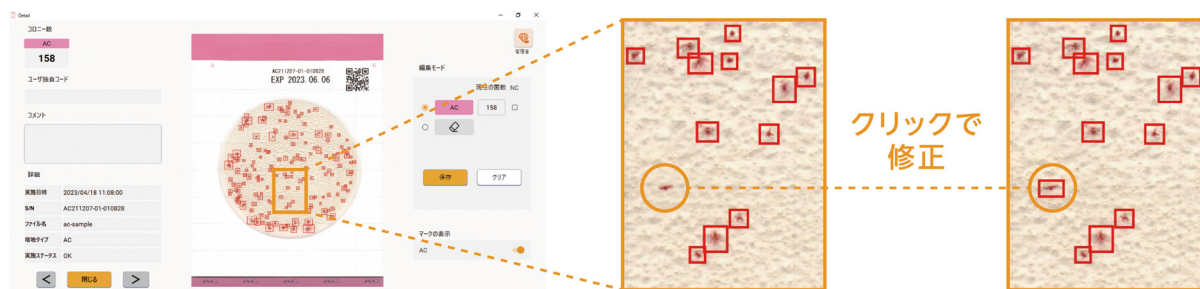 Detail
コロニー数
AC
158
ユーザ独自コード
コメント
詳細
実施日時 2023/04/18 11:08:00
S/N AC211207-01-010828
ファイル名 ac-sample
培地タイプ AC
実施ステータス OK
<
閉じる
>
AC211207-01-010828
EXP 2023. 06. 06
AC AC AC AC AC
管理者
編集モード
現在の菌数 NC
AC 158
保存 クリア
マークの表示
AC
クリックで
修正